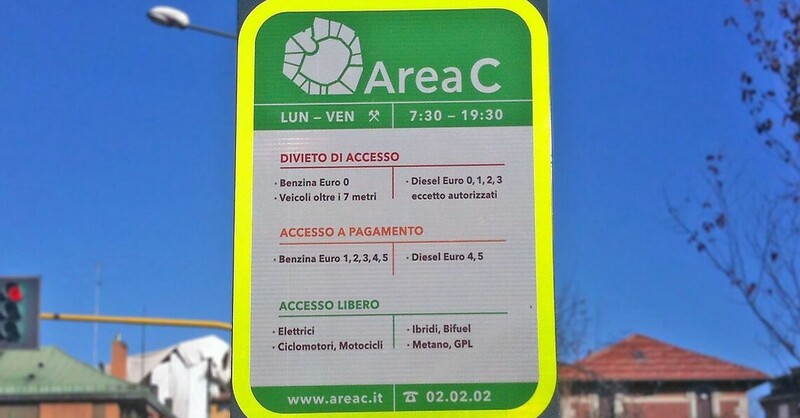 Area C
LUN – VEN ⚒ 7:30 – 19:30
DIVIETO DI ACCESSO
· Benzina Euro 0
· Veicoli oltre i 7 metri
· Diesel Euro 0, 1, 2, 3
eccetto autorizzati
ACCESSO A PAGAMENTO
· Benzina Euro 1, 2, 3, 4, 5
· Diesel Euro 4, 5
ACCESSO LIBERO
· Elettrici
· Ciclomotori, Motocicli
· Ibridi, Bifuel
· Metano, GPL
www.areac.it ☎ 02.02.02